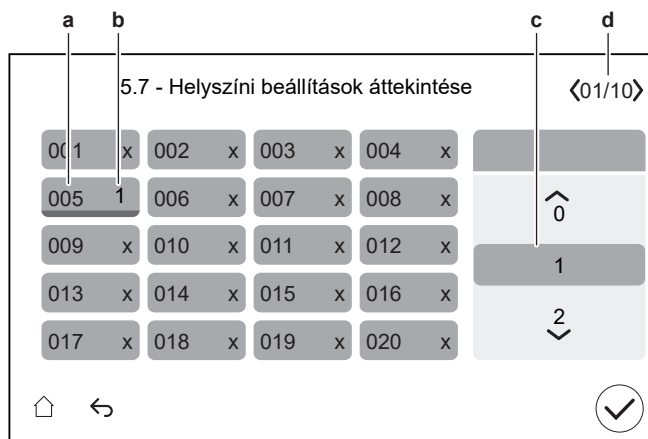 a b c d
5.7 - Helyszíni beállítások áttekintése 01/10
001 x 002 x 003 x 004 x
005 1 006 x 007 x 008 x 0
009 x 010 x 011 x 012 x 1
013 x 014 x 015 x 016 x 2
017 x 018 x 019 x 020 x